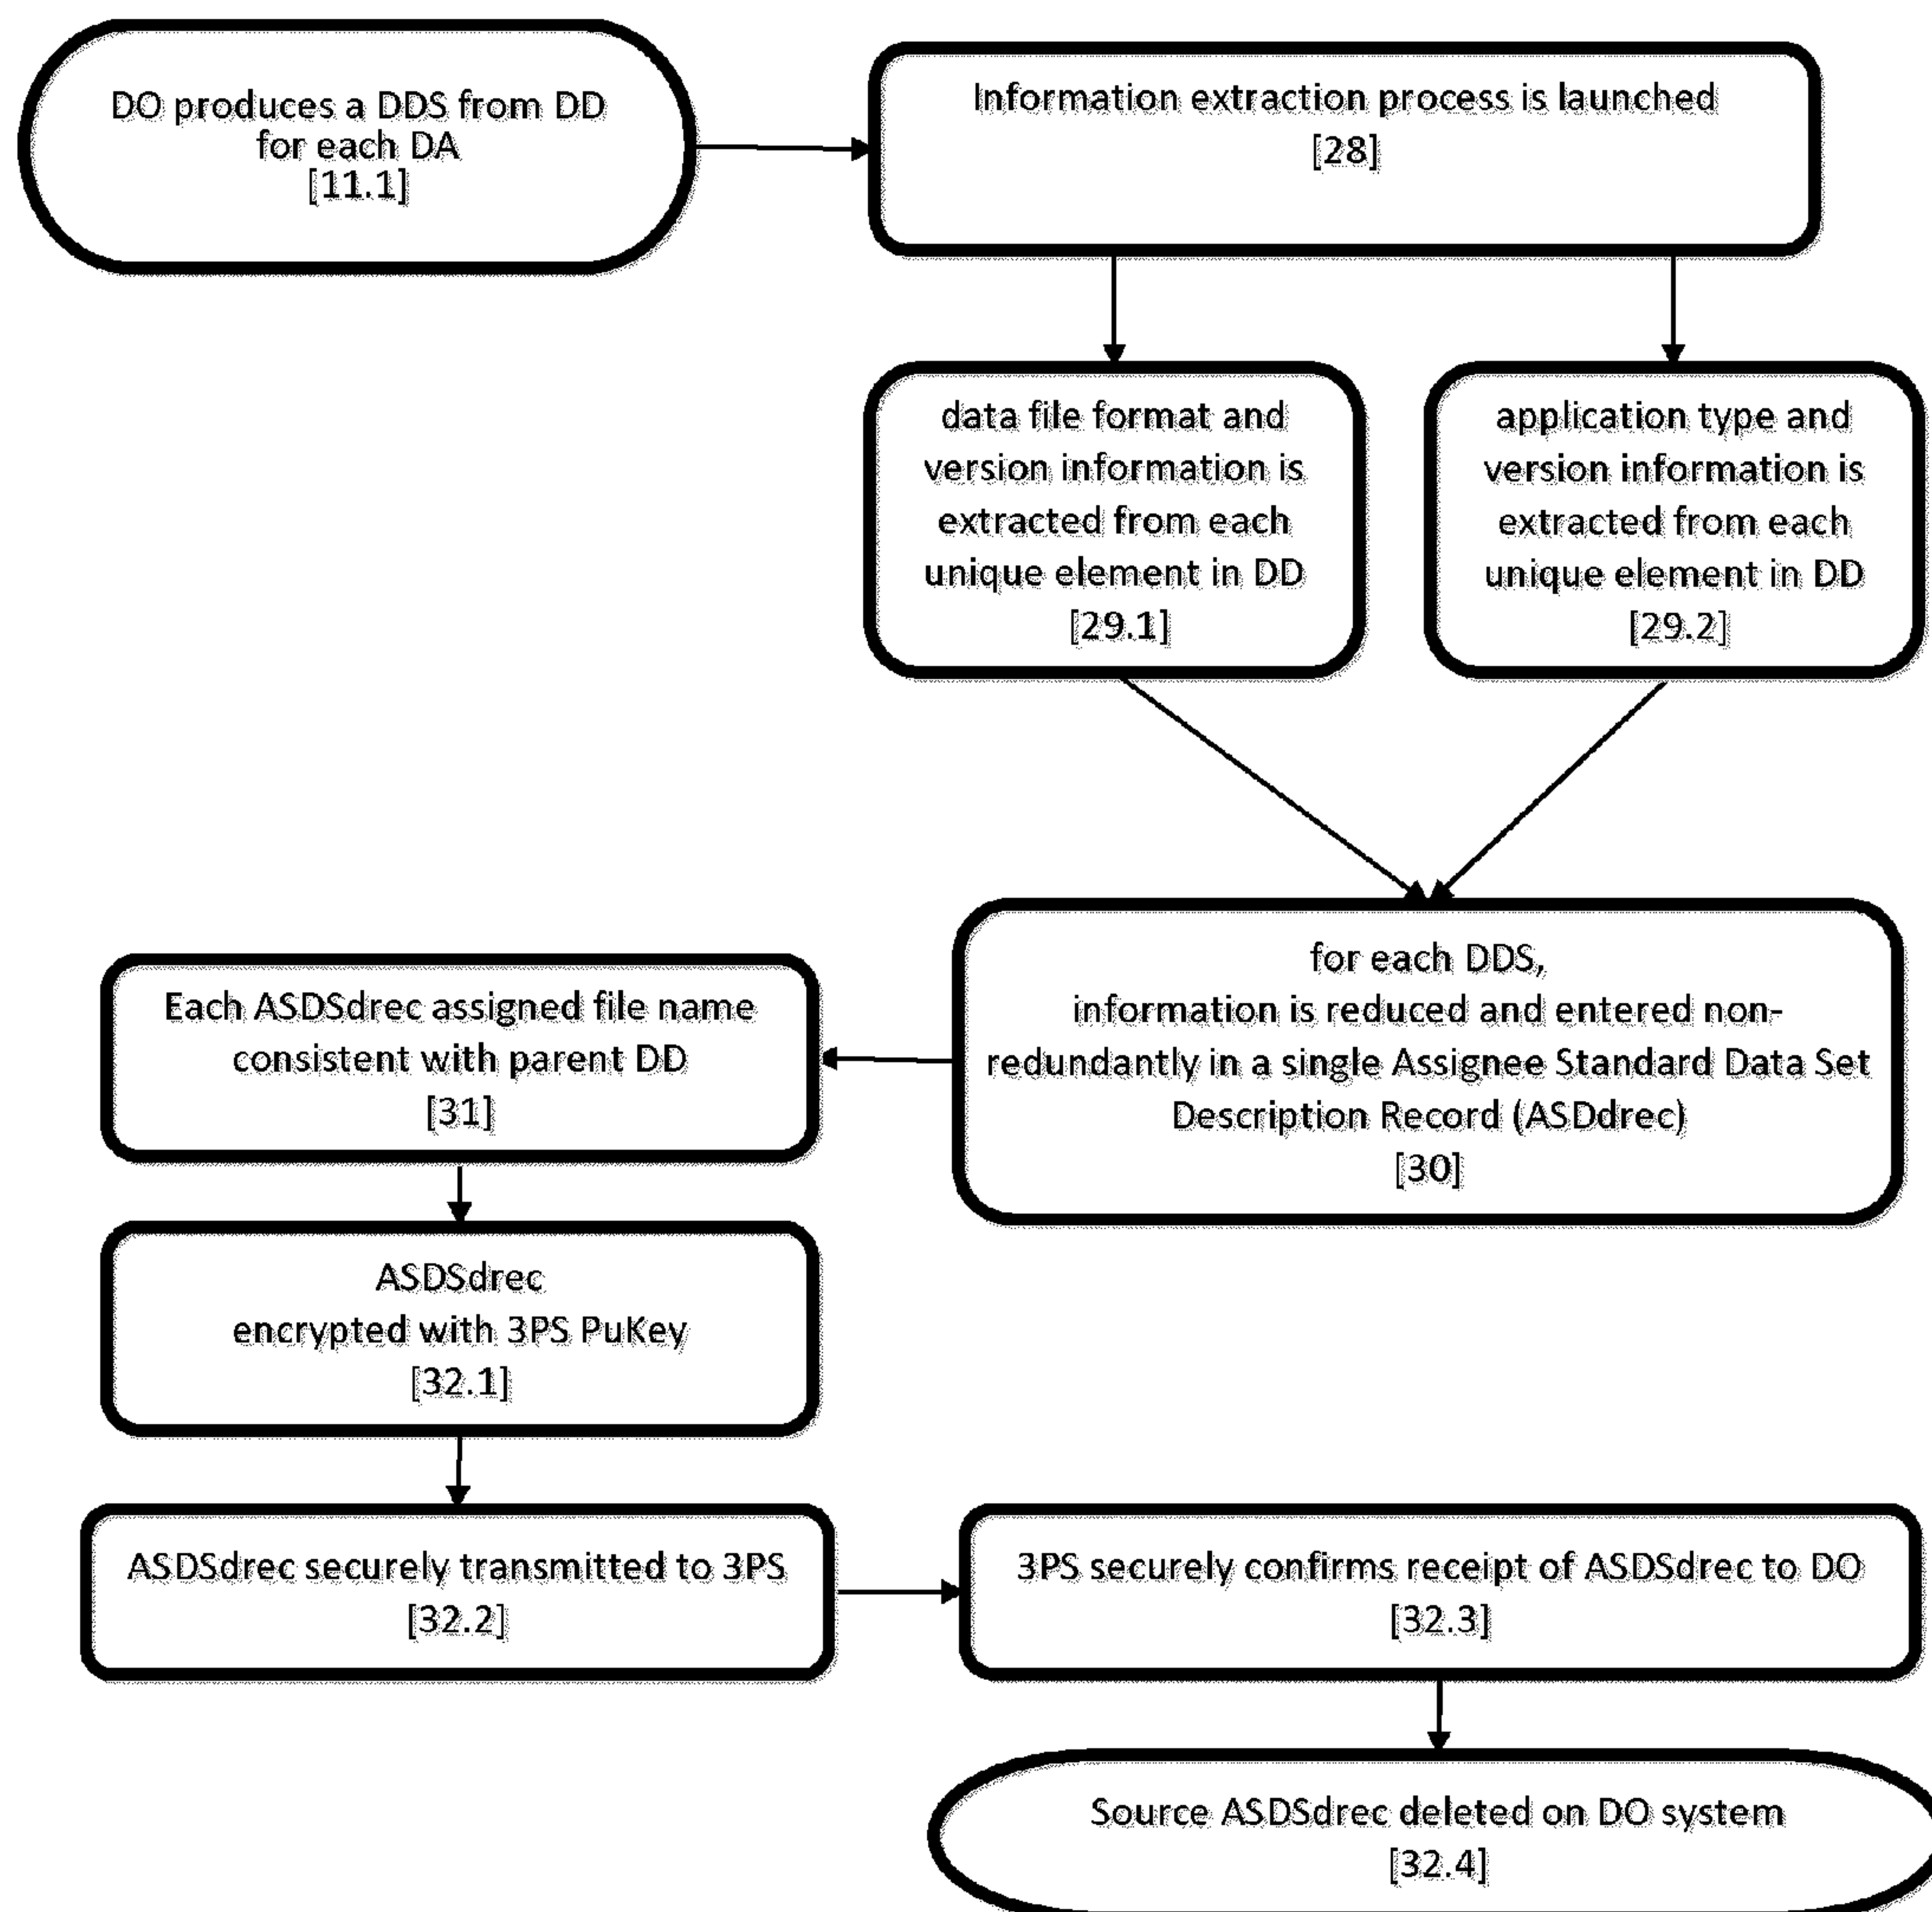 DO produces a DDS from DD
for each DA
[11.1]
Information extraction process is launched
[28]
data file format and
version information is
extracted from each
unique element in DD
[29.1]
application type and
version information is
extracted from each
unique element in DD
[29.2]
for each DDS,
information is reduced and entered non-
redundantly in a single Assignee Standard Data Set
Description Record (ASDdrec)
[30]
Each ASDSdrec assigned file name
consistent with parent DD
[31]
ASDSdrec
encrypted with 3PS PuKey
[32.1]
ASDSdrec securely transmitted to 3PS
[32.2]
3PS securely confirms receipt of ASDSdrec to DO
[32.3]
Source ASDSdrec deleted on DO system
[32.4]